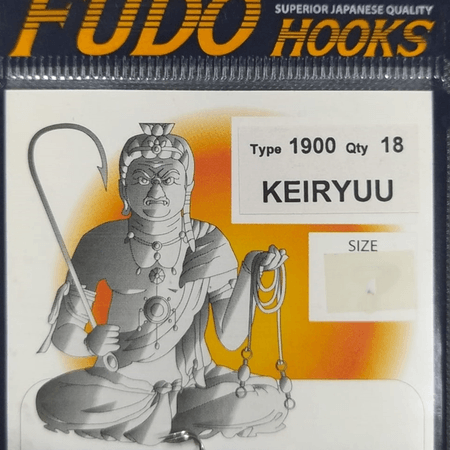 FUDO
SUPERIOR JAPANESE QUALITY
HOOKS
Type 1900 Qty 18
KEIRYUU
SIZE